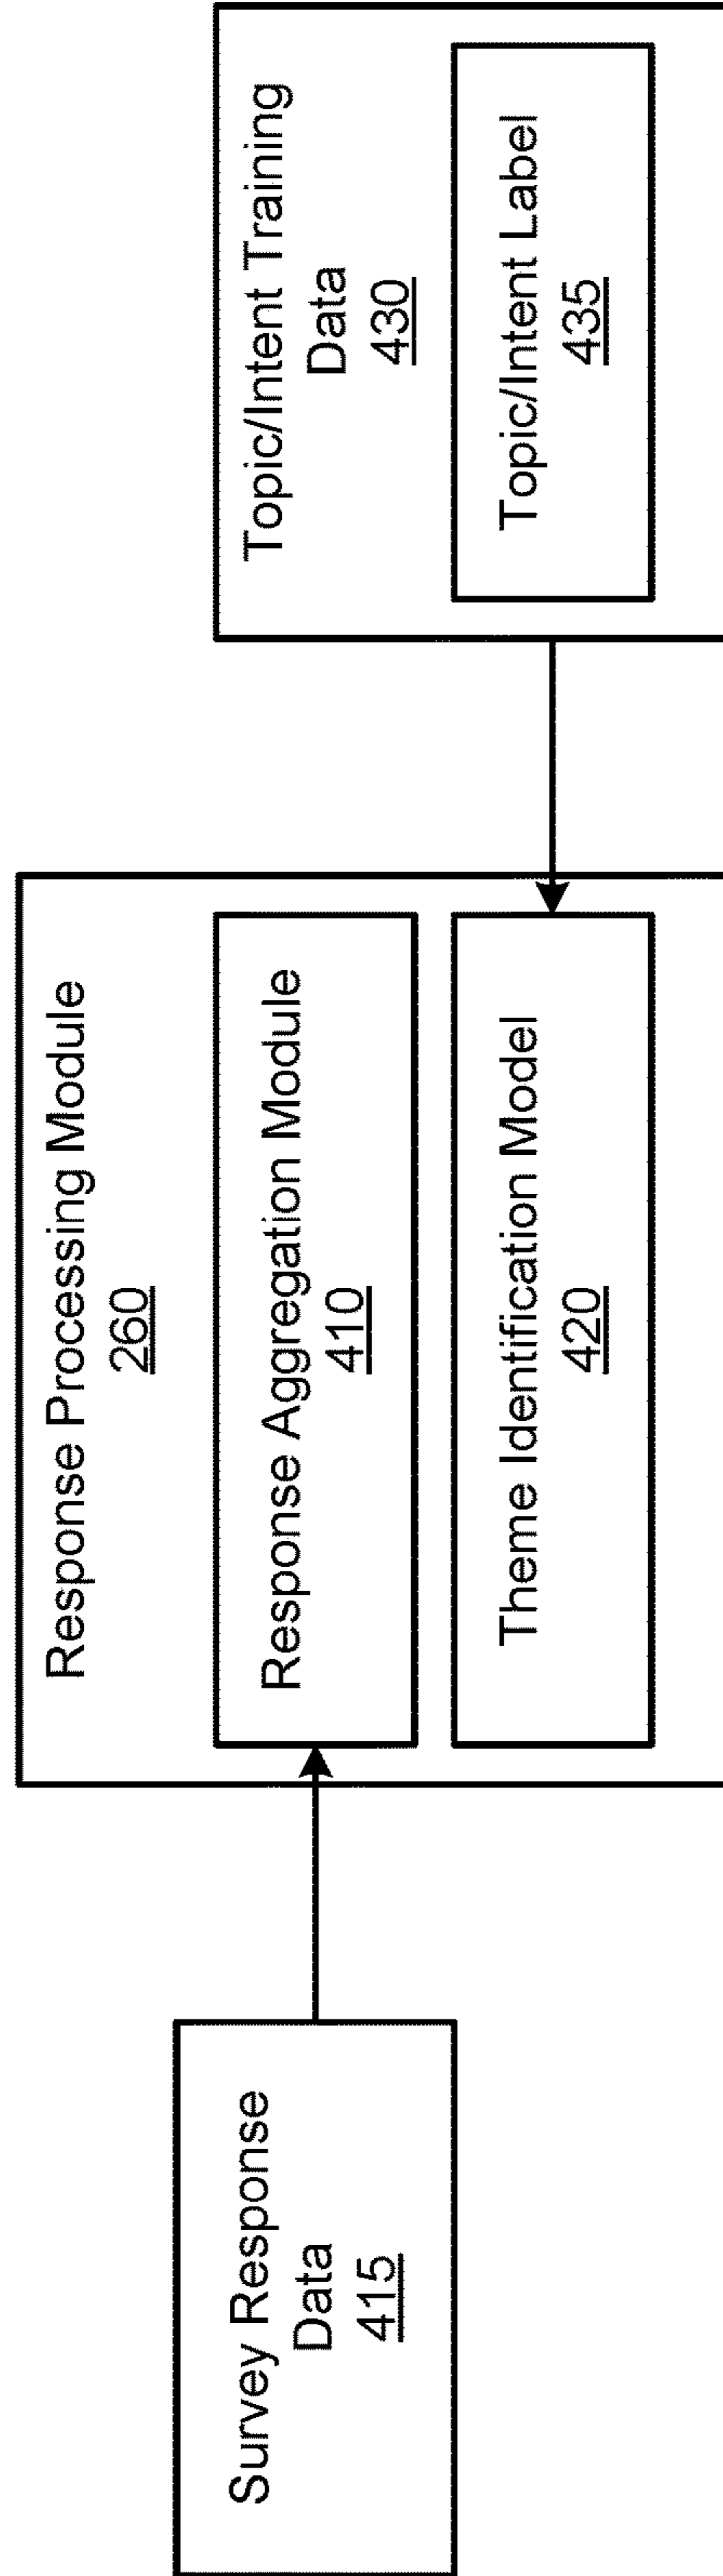 Survey Response
Data
415
Response Processing Module
260
Response Aggregation Module
410
Theme Identification Model
420
Topic/Intent Training
Data
430
Topic/Intent Label
435